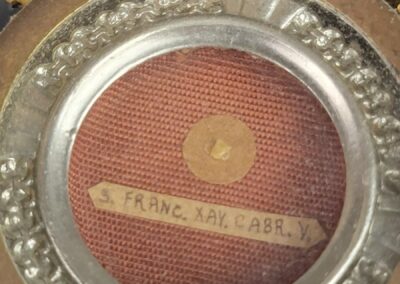 S. FRANC. XAV. CABR. V.